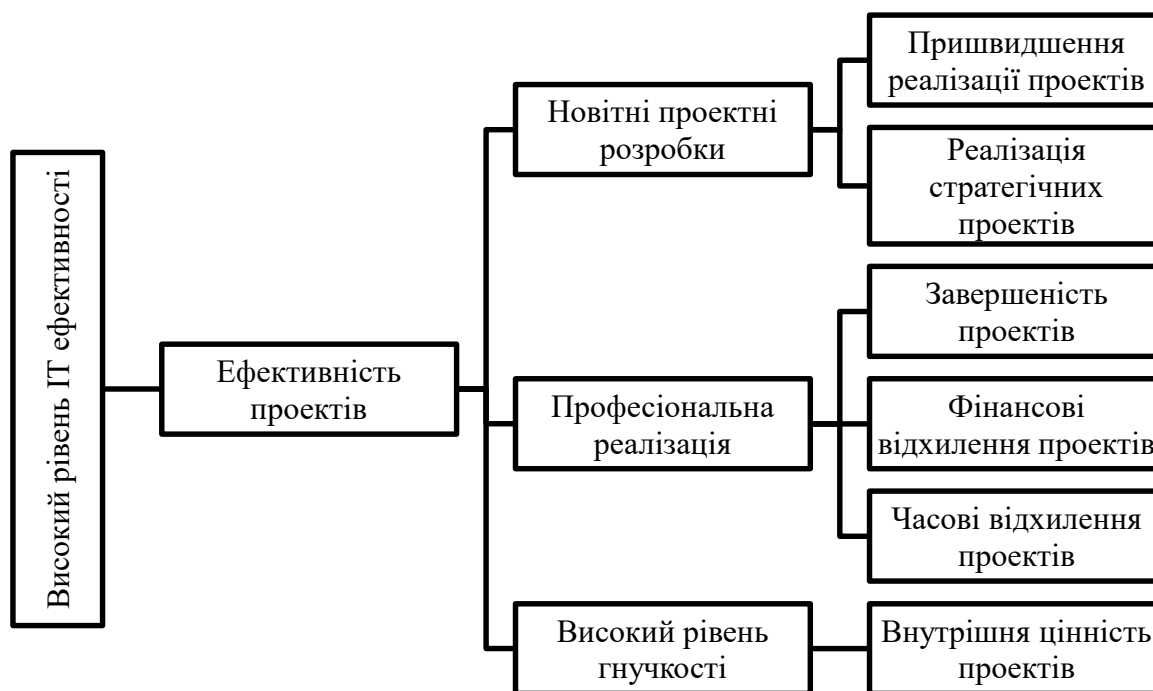 Високий рівень ІТ ефективності
Ефективність
проектів
Новітні проектні
розробки
Пришвидшення
реалізації проектів
Реалізація
стратегічних
проектів
Професіональна
реалізація
Завершеність
проектів
Фінансові
відхилення проектів
Часові відхилення
проектів
Високий рівень
гнучкості
Внутрішня цінність
проектів